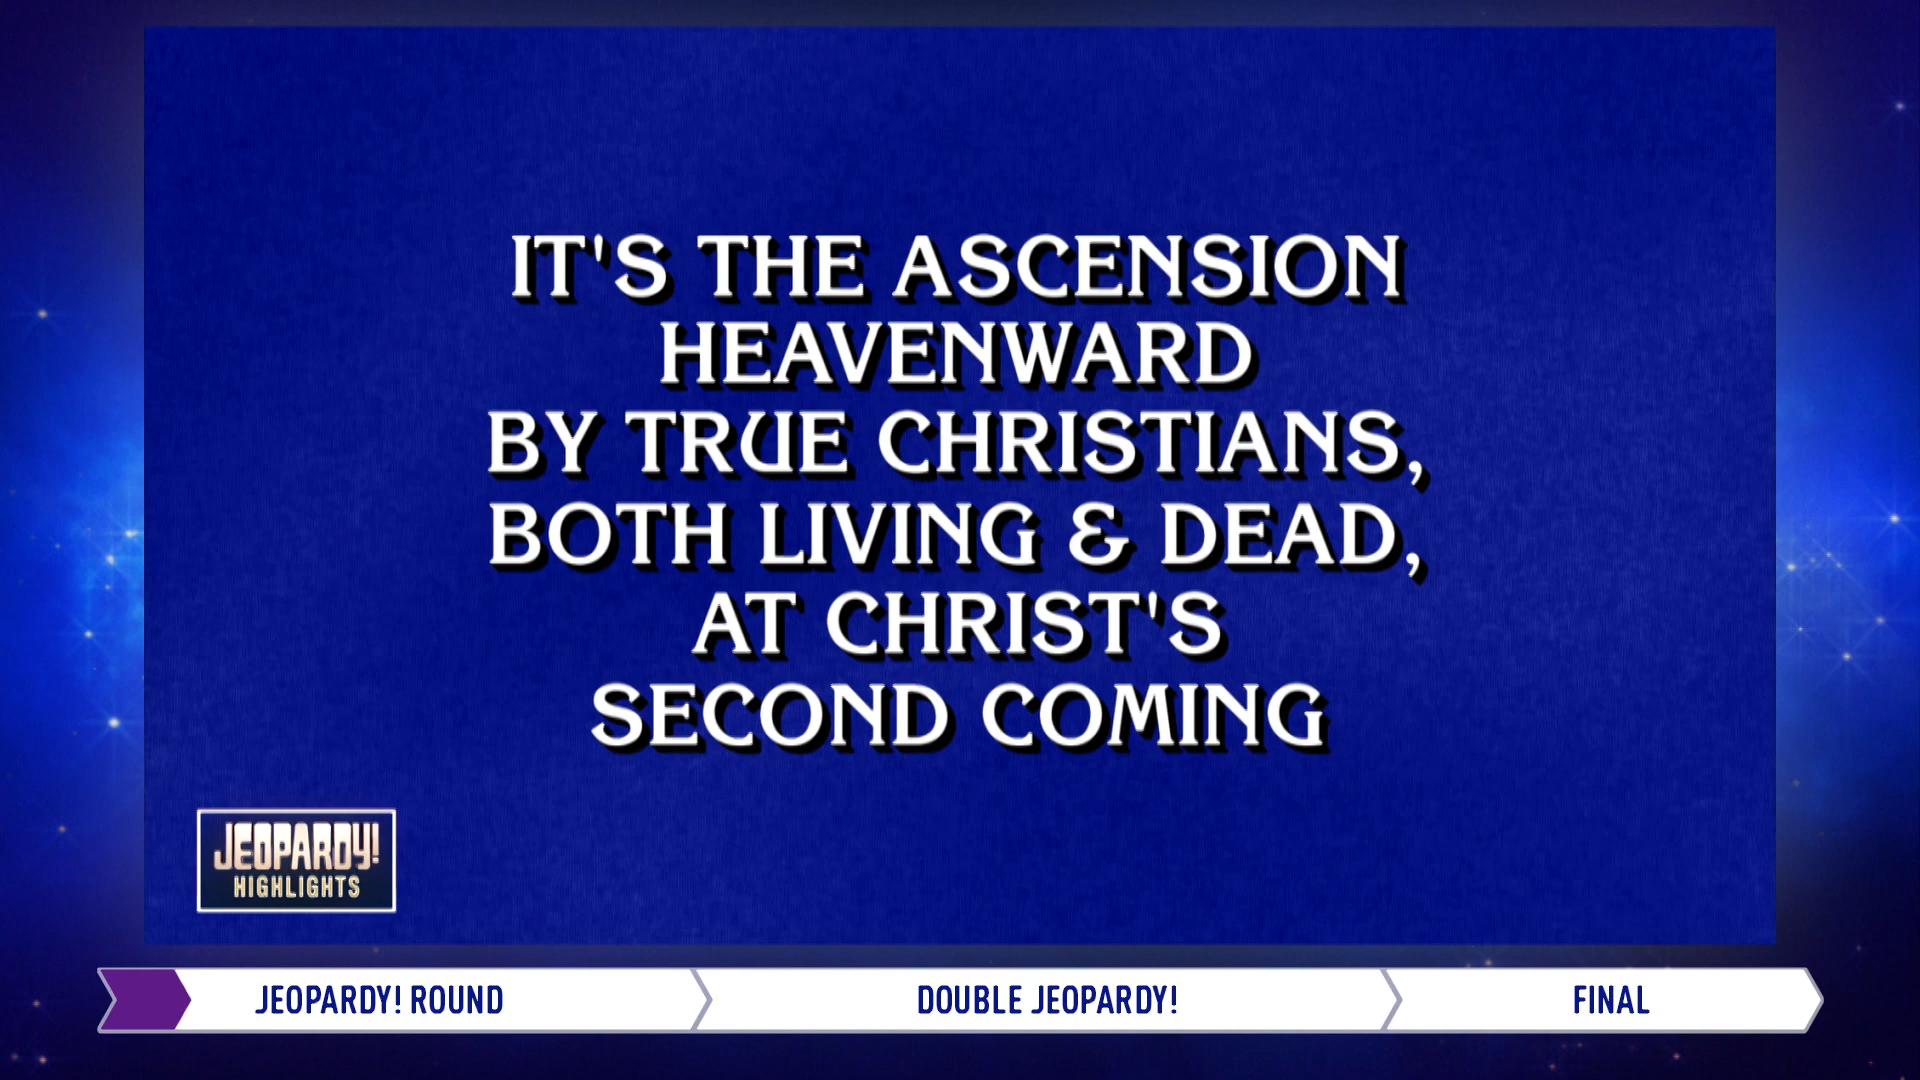 IT'S THE ASCENSION
HEAVENWARD
BY TRUE CHRISTIANS,
BOTH LIVING & DEAD,
AT CHRIST'S
SECOND COMING
JEOPARDY!
HIGHLIGHTS
JEOPARDY! ROUND
DOUBLE JEOPARDY!
FINAL